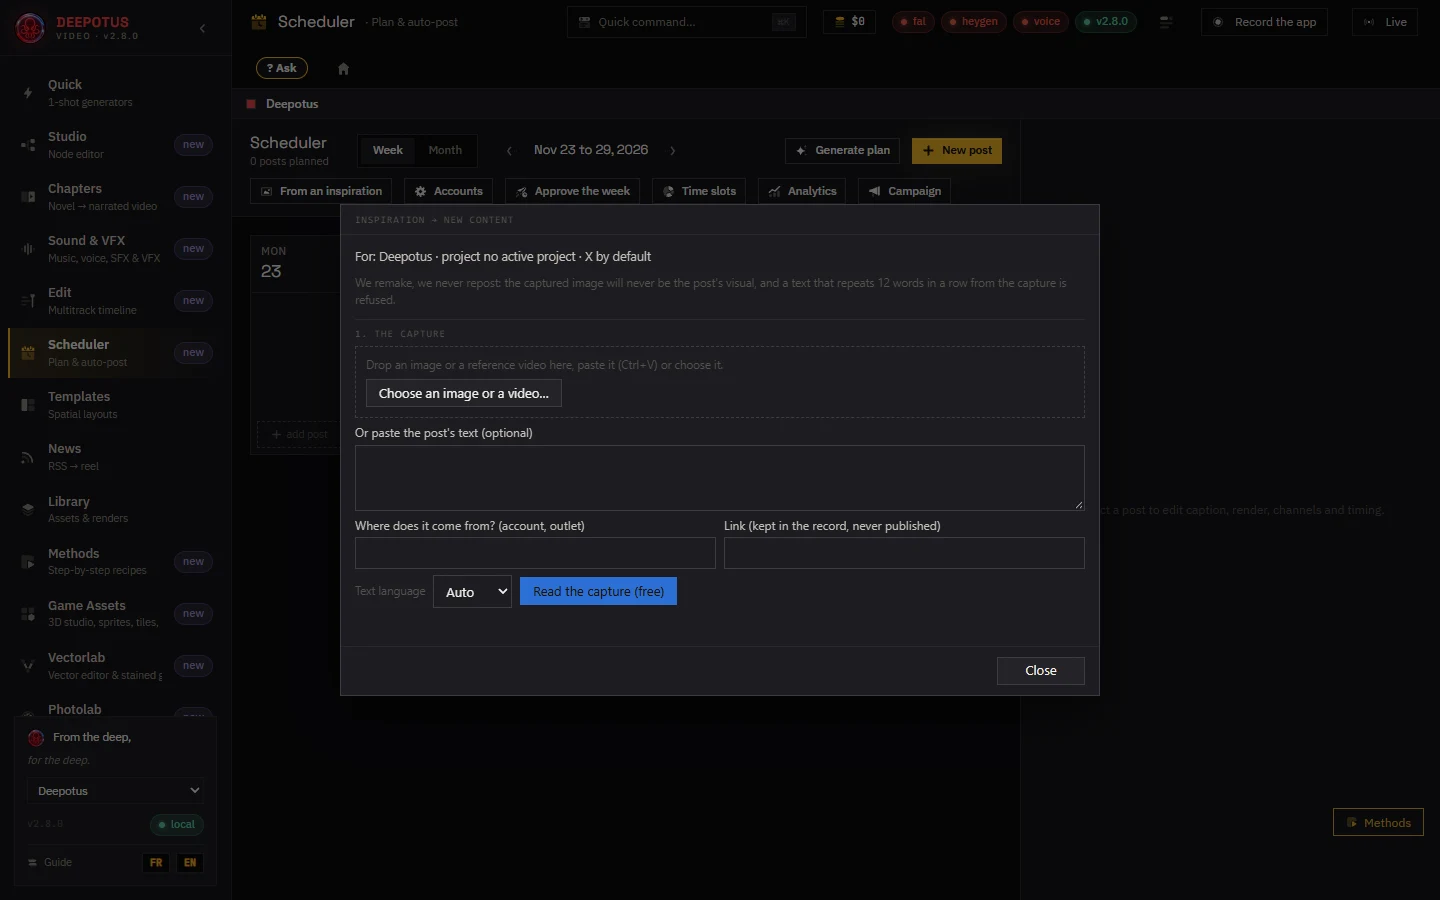 DEEPOTUS
VIDEO · v2.8.0
Scheduler · Plan & auto-post
Quick command...
$0
fal
heygen
voice
v2.8.0
Record the app
Live
? Ask
Deepotus
Quick
1-shot generators
Studio
Node editor
new
Chapters
Novel → narrated video
new
Sound & VFX
Music, voice, SFX & VFX
new
Edit
Multitrack timeline
new
Scheduler
Plan & auto-post
new
Templates
Spatial layouts
News
RSS → reel
Library
Assets & renders
Methods
Step-by-step recipes
new
Game Assets
3D studio, sprites, tiles,
new
Vectorlab
Vector editor & stained g
new
Photolab
From the deep,
for the deep.
Deepotus
v2.8.0
local
Guide
FR
EN
Scheduler
0 posts planned
Week
Month
Nov 23 to 29, 2026
Generate plan
+ New post
From an inspiration
Accounts
Approve the week
Time slots
Analytics
Campaign
MON
23
+ add post
INSPIRATION → NEW CONTENT
For: Deepotus · project no active project · X by default
We remake, we never repost: the captured image will never be the post's visual, and a text that repeats 12 words in a row from the capture is
refused.
1. THE CAPTURE
Drop an image or a reference video here, paste it (Ctrl+V) or choose it.
Choose an image or a video...
Or paste the post's text (optional)
Where does it come from? (account, outlet)
Link (kept in the record, never published)
Text language
Auto
Read the capture (free)
Close
ct a post to edit caption, render, channels and timing.
Methods